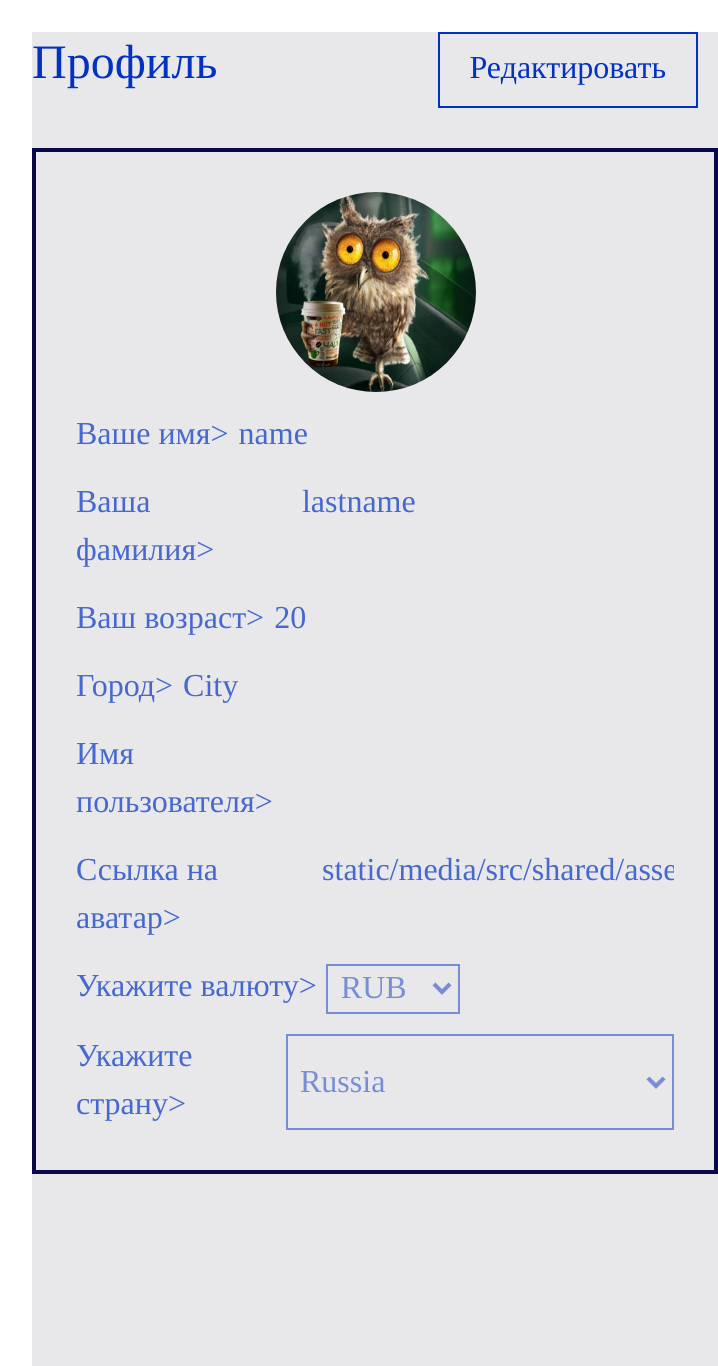 Профиль
Редактировать
Ваше имя> name
Ваша
фамилия>
lastname
Ваш возраст> 20
Город> City
Имя
пользователя>
Ссылка на
аватар>
static/media/src/shared/asse
Укажите валюту> RUB
Укажите
страну>
Russia